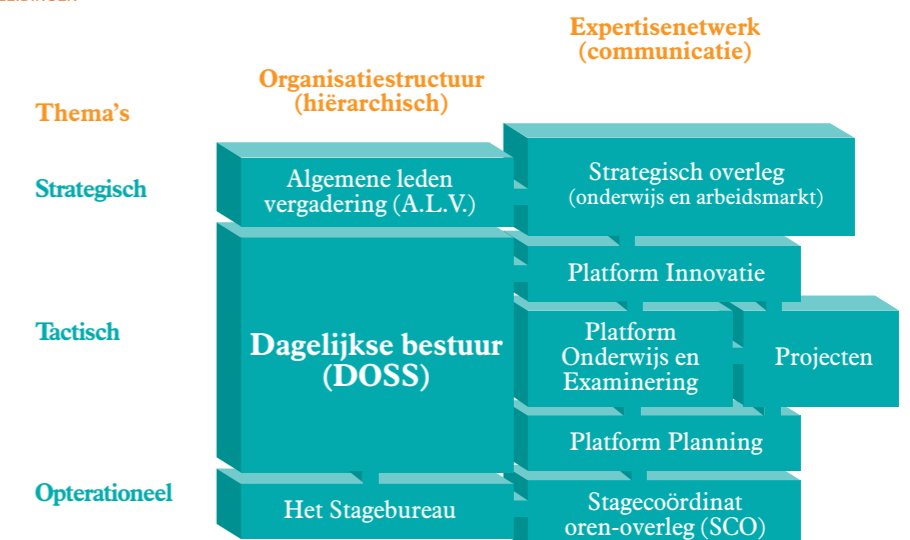 Expertisenetwerk
(communicatie)
Organisatiestructuur
(hiërarchisch)
Thema's
Strategisch
Algemene leden
vergadering (A.L.V.)
Strategisch overleg
(onderwijs en arbeidsmarkt)
Platform Innovatie
Tactisch
Dagelijkse bestuur
(DOSS)
Platform
Onderwijs en
Examinering
Projecten
Platform Planning
Opterationeel
Het Stagebureau
Stagecoördinat
oren-overleg (SCO)